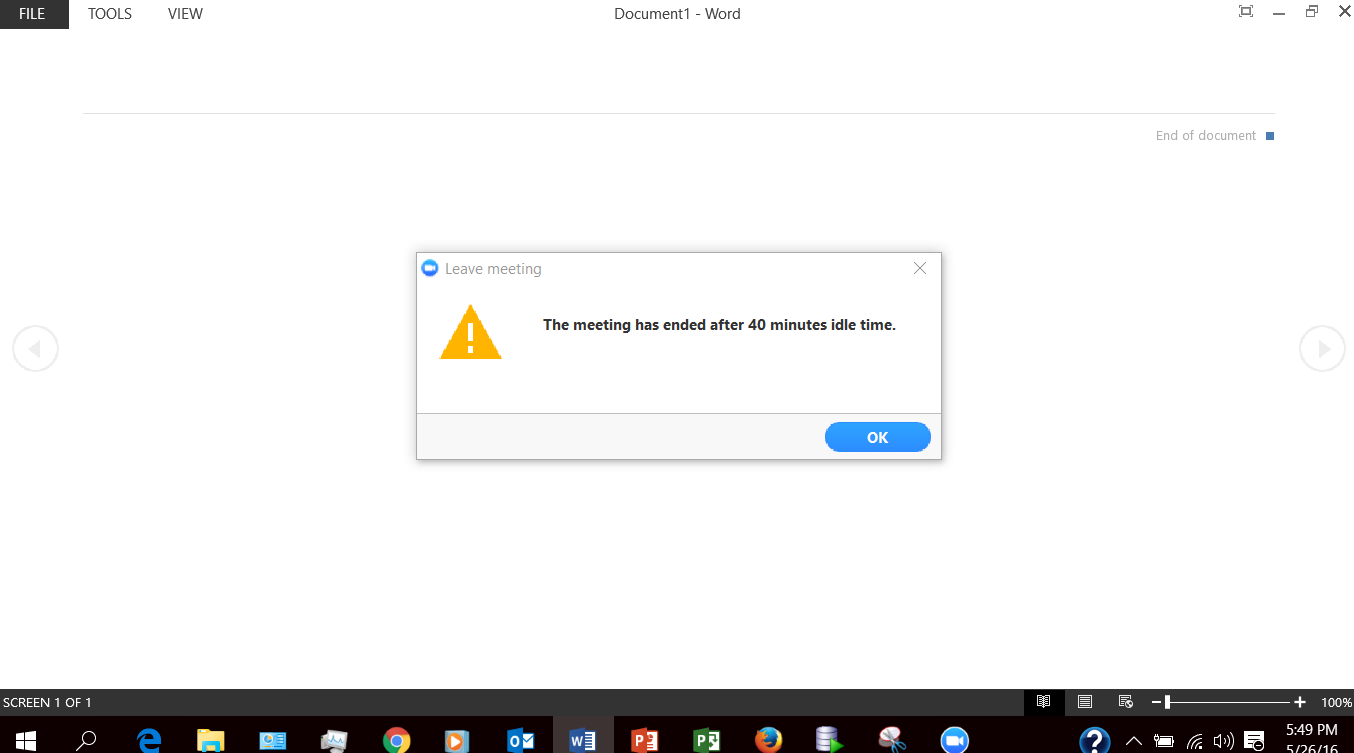 FILE TOOLS VIEW Document1 - Word
End of document
Leave meeting
The meeting has ended after 40 minutes idle time.
OK
SCREEN 1 OF 1 100%
5:49 PM
5/26/16